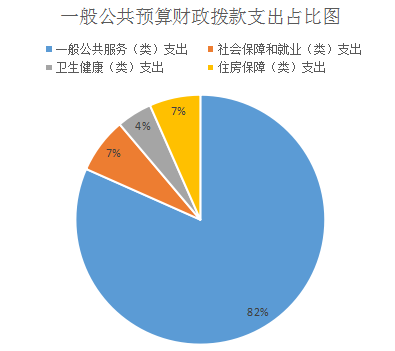 一般公共预算财政拨款支出占比图
一般公共服务（类）支出 社会保障和就业（类）支出
卫生健康（类）支出 住房保障（类）支出
7%
4%
7%
82%